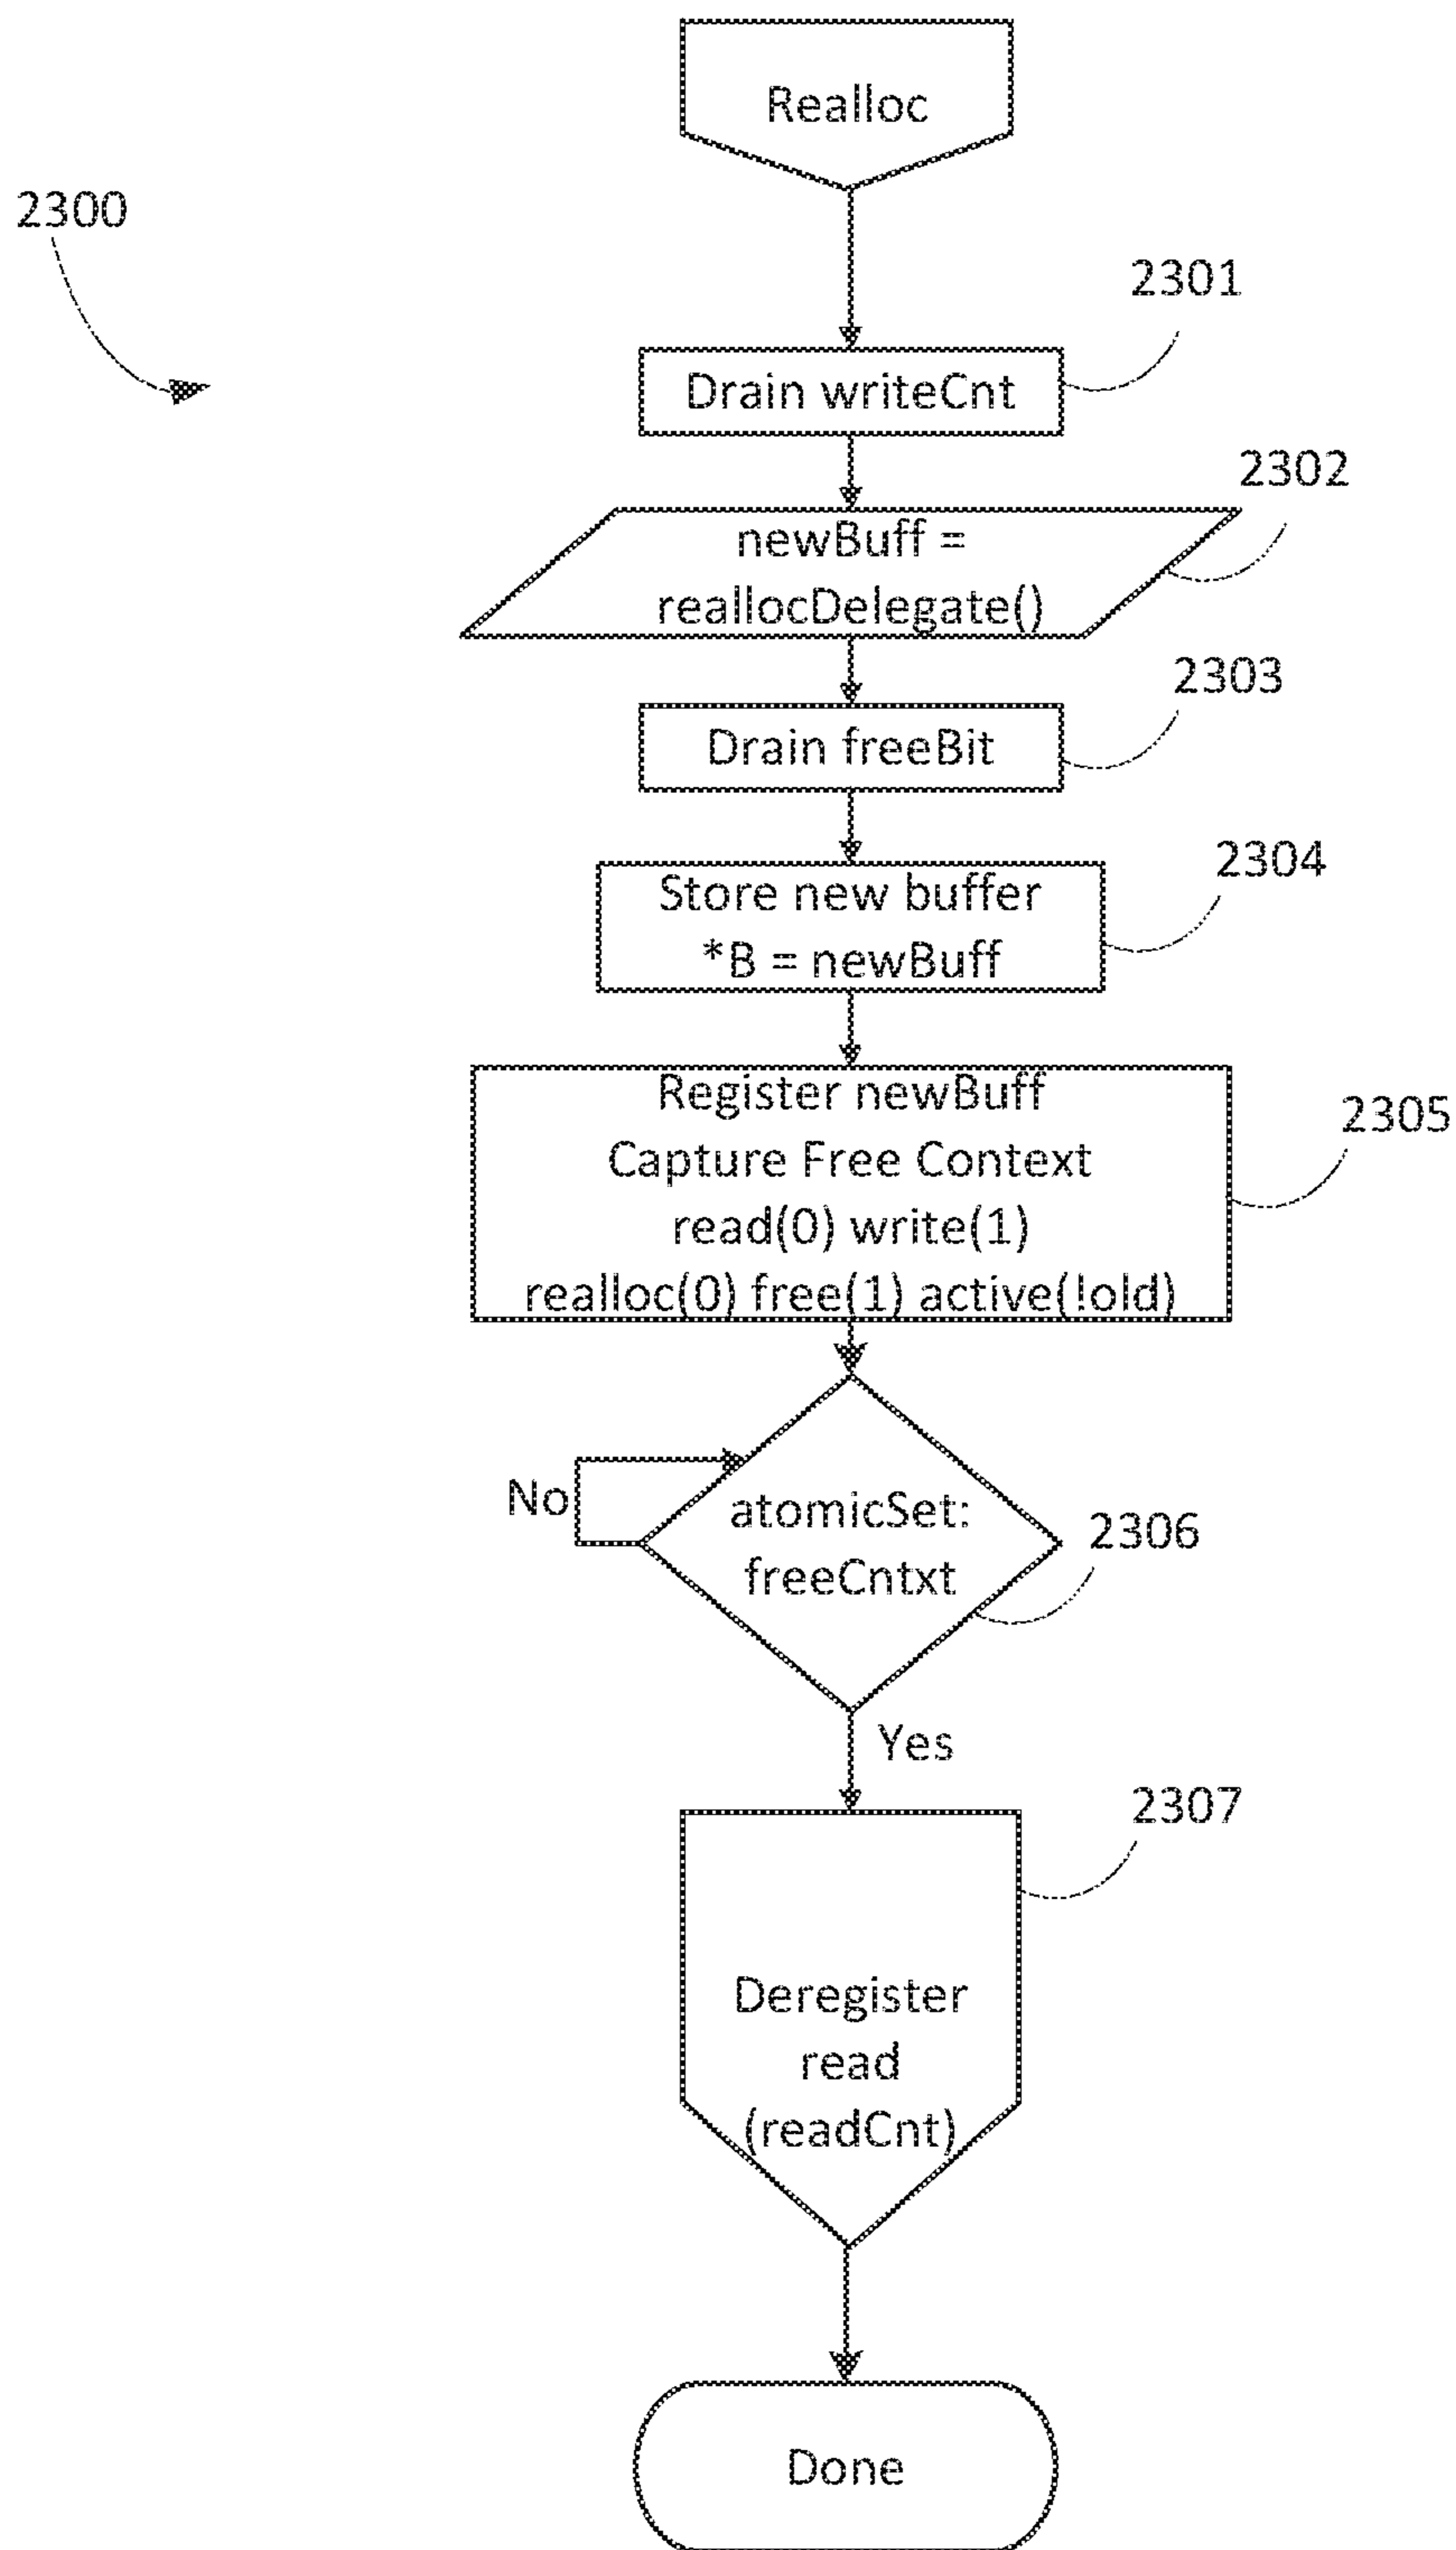 Realloc
2300
2301
Drain writeCnt
2302
newBuff =
reallocDelegate()
2303
Drain freeBit
2304
Store new buffer
*B = newBuff
Register newBuff
2305
Capture Free Context
read(0) write(1)
realloc(0) free(1) active(!old)
No
atomicSet:
2306
freeCntxt
Yes
2307
Deregister
read
(readCnt)
Done